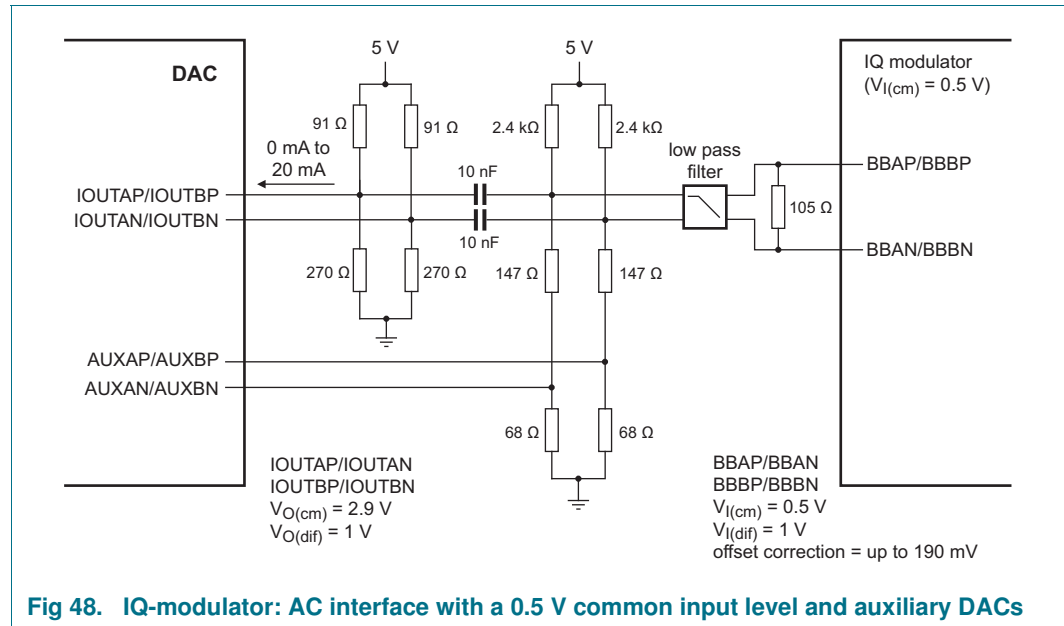 5 V
5 V
DAC
IQ modulator
(VI(cm) = 0.5 V)
91 Ω
91 Ω
2.4 kΩ
2.4 kΩ
0 mA to
20 mA
low pass
filter
10 nF
BBAP/BBBP
IOUTAP/IOUTBP
IOUTAN/IOUTBN
105 Ω
10 nF
BBAN/BBBN
270 Ω
270 Ω
147 Ω
147 Ω
AUXAP/AUXBP
AUXAN/AUXBN
68 Ω
68 Ω
IOUTAP/IOUTAN
IOUTBP/IOUTBN
VO(cm) = 2.9 V
VO(dif) = 1 V
BBAP/BBAN
BBBP/BBBN
VI(cm) = 0.5 V
VI(dif) = 1 V
offset correction = up to 190 mV
Fig 48. IQ-modulator: AC interface with a 0.5 V common input level and auxiliary DACs